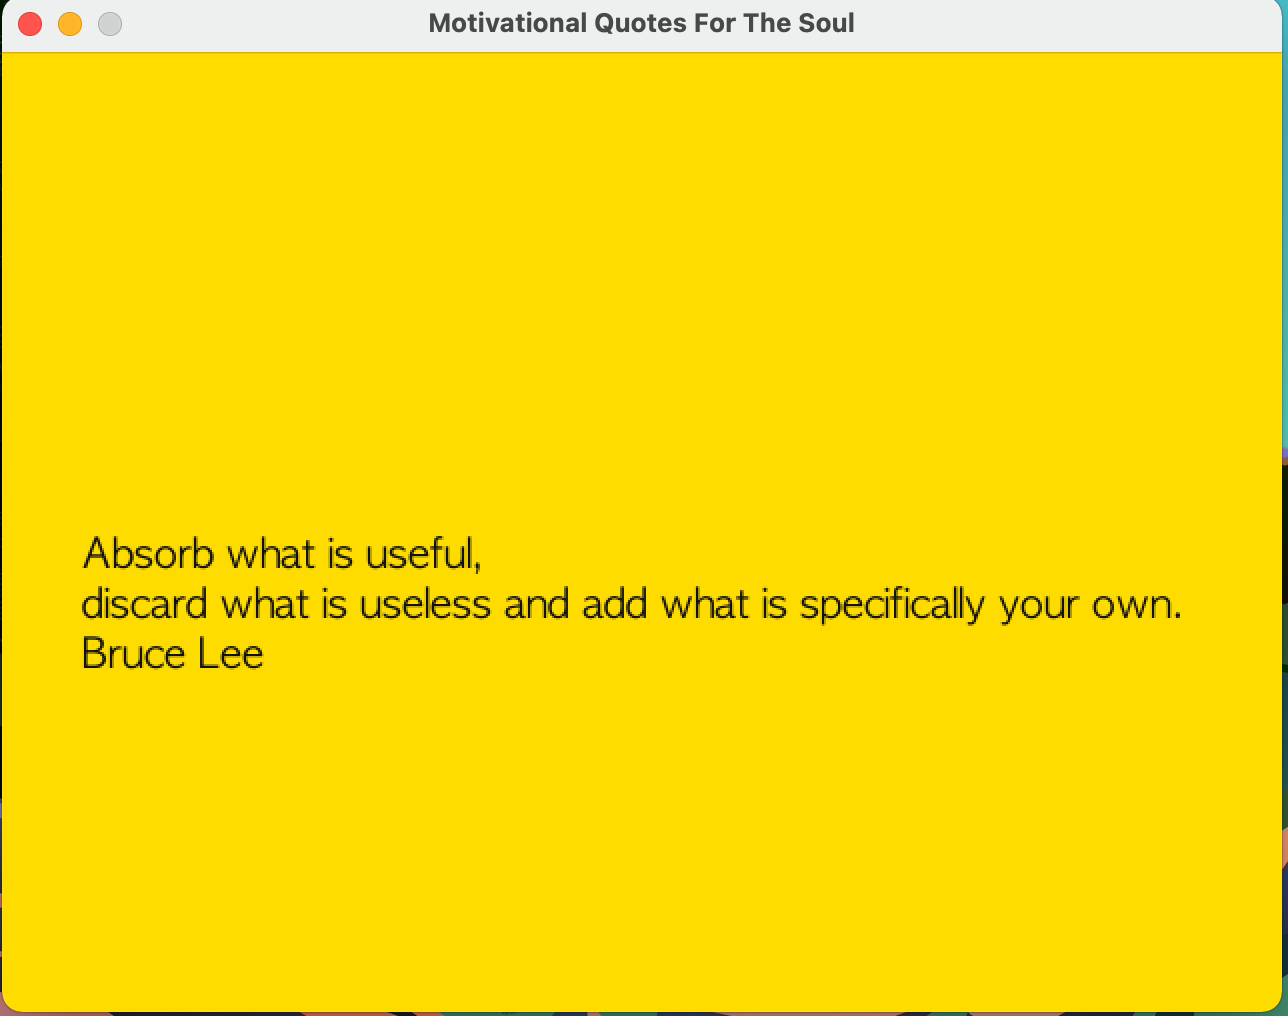 Motivational Quotes For The Soul
Absorb what is useful,
discard what is useless and add what is specifically your own.
Bruce Lee